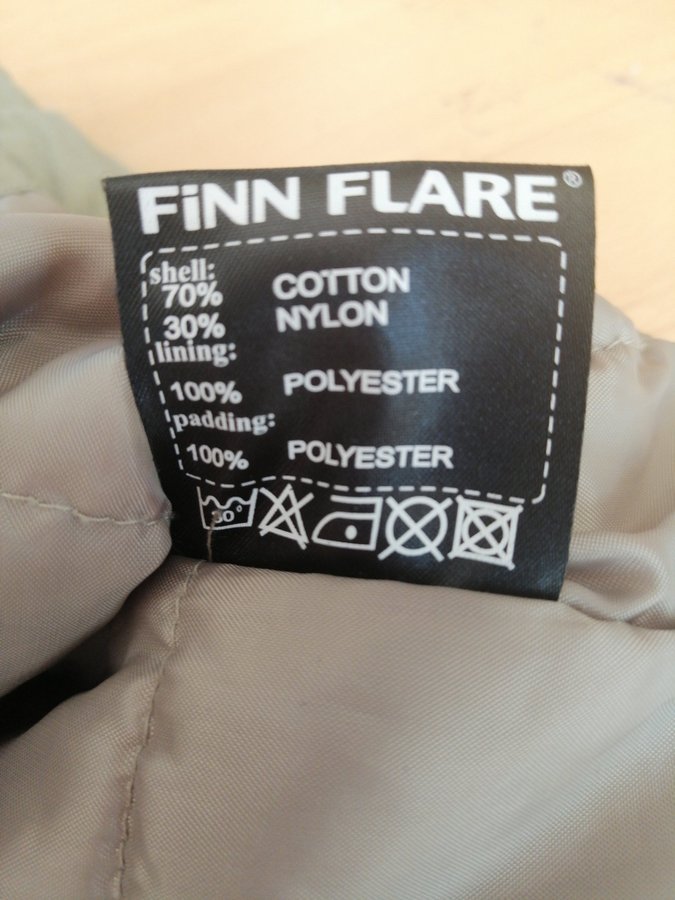 FiNN FLARE®
shell:
70% COTTON
30% NYLON
lining:
100% POLYESTER
padding:
100% POLYESTER
30°